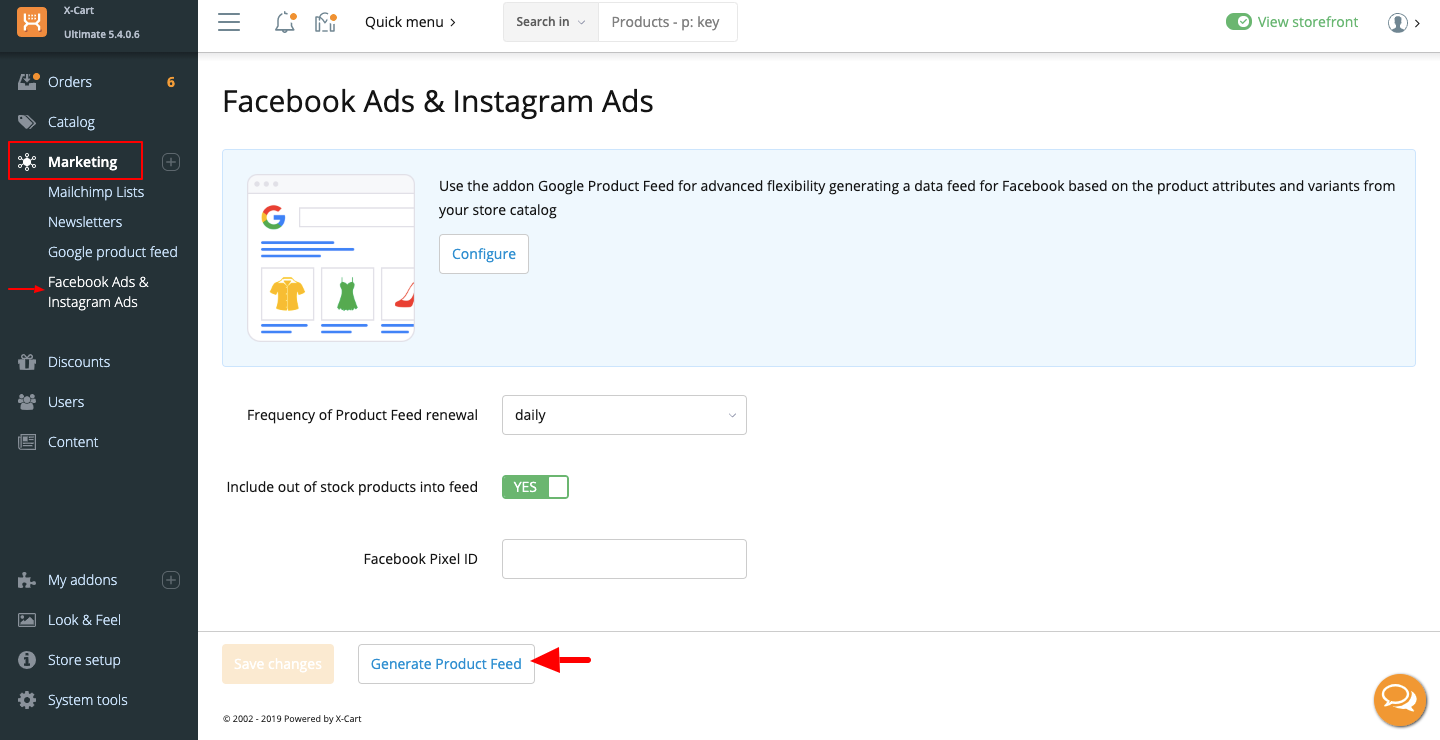 X-Cart
Ultimate 5.4.0.6
Quick menu
Search in
Products - p: key
View storefront
Orders 6
Catalog
Marketing
Mailchimp Lists
Newsletters
Google product feed
Facebook Ads &
Instagram Ads
Discounts
Users
Content
My addons
Look & Feel
Store setup
System tools
Facebook Ads & Instagram Ads
Use the addon Google Product Feed for advanced flexibility generating a data feed for Facebook based on the product attributes and variants from
your store catalog
Configure
Frequency of Product Feed renewal daily
Include out of stock products into feed YES
Facebook Pixel ID
Save changes
Generate Product Feed
© 2002 - 2019 Powered by X-Cart